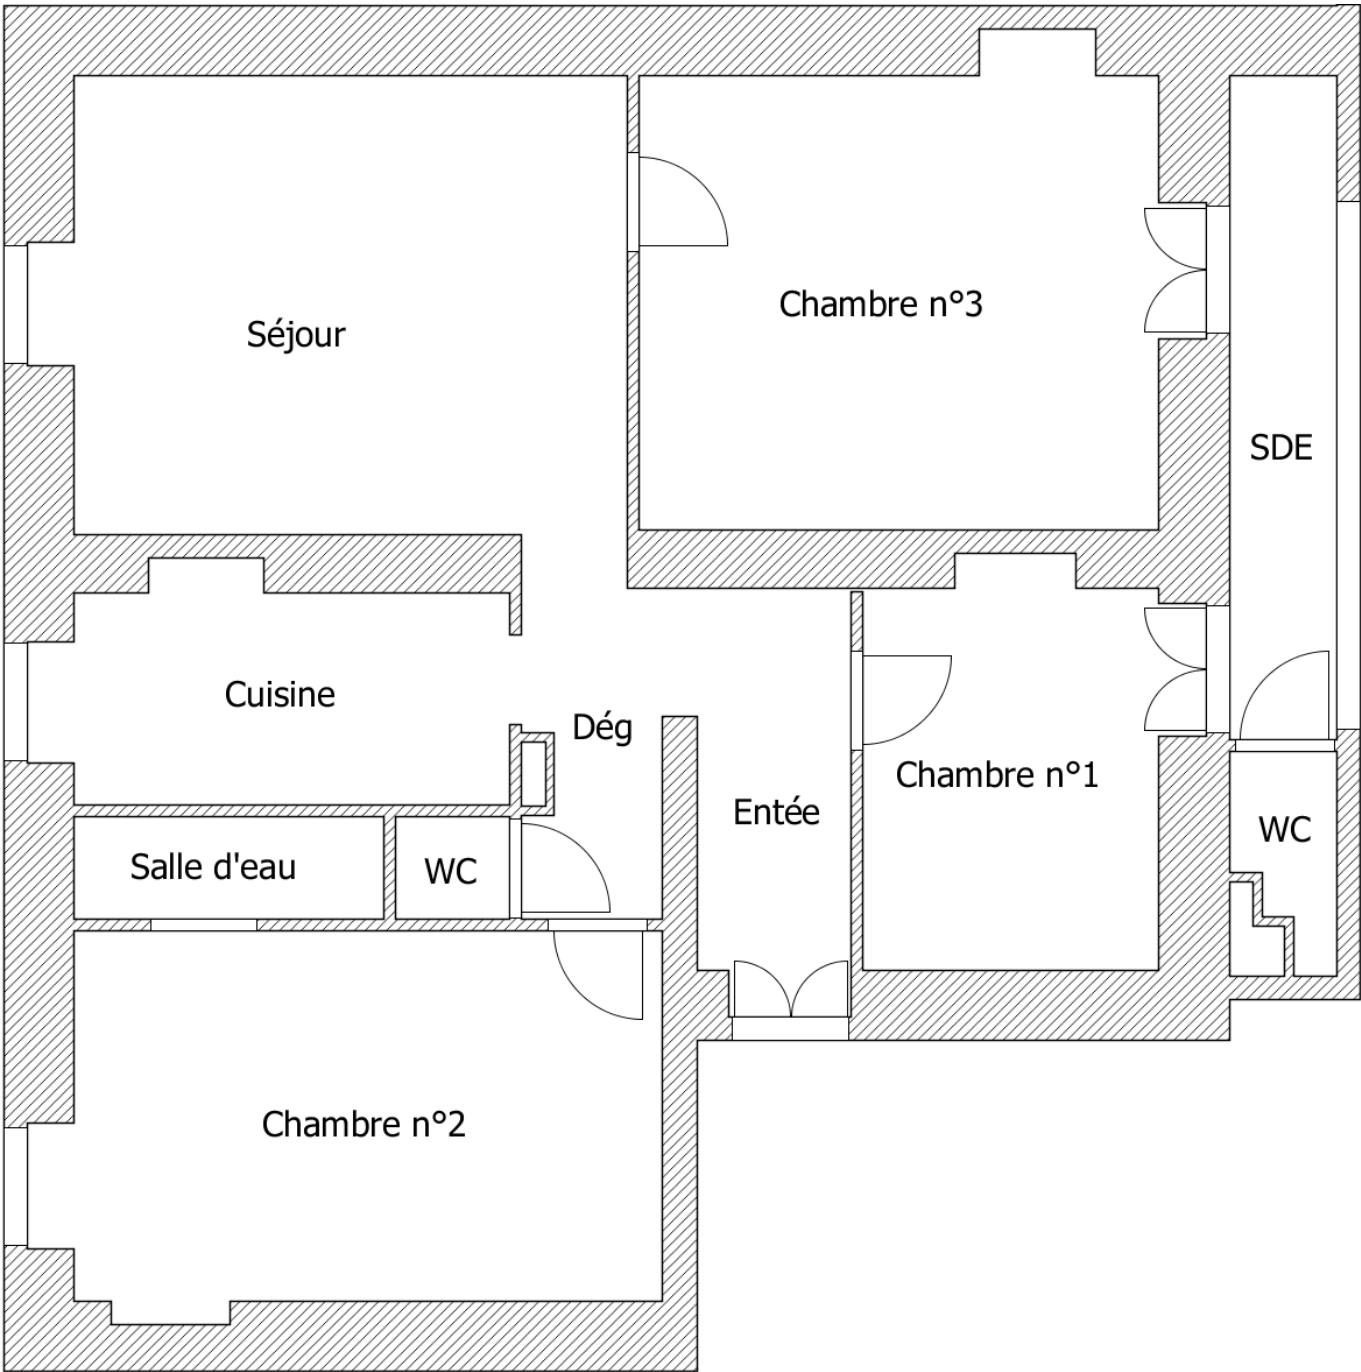 Séjour
Chambre n°3
SDE
Cuisine
Dég
Chambre n°1
Entée
WC
Salle d'eau
WC
Chambre n°2